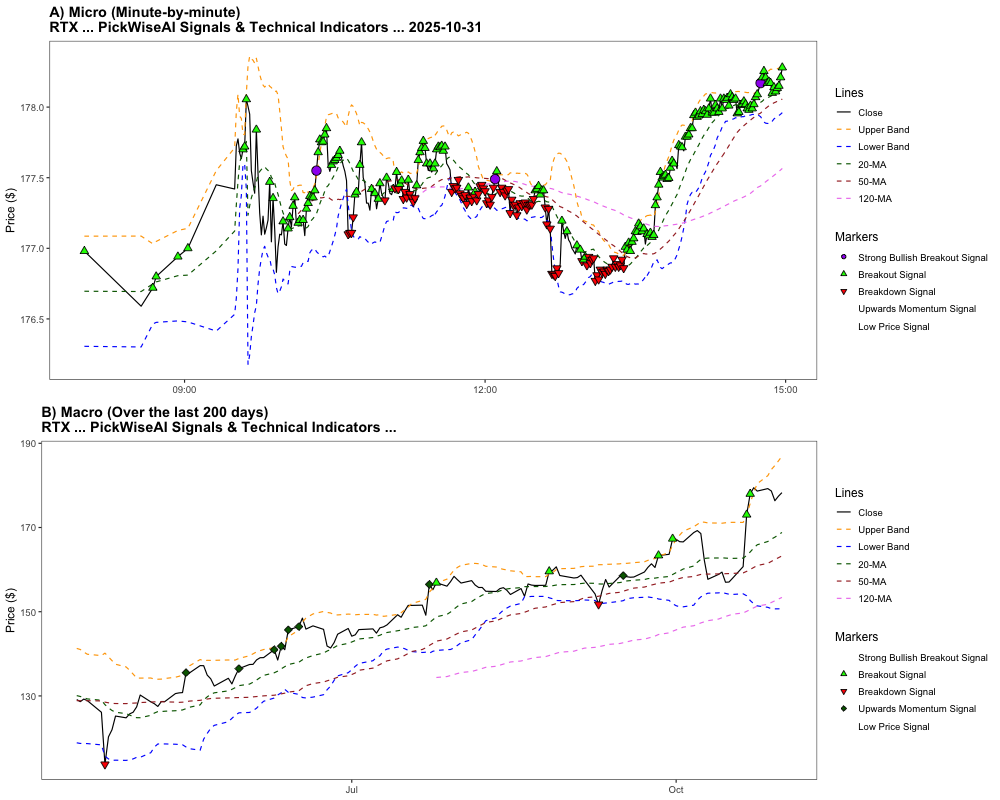 A) Micro (Minute-by-minute)
RTX ... PickWiseAI Signals & Technical Indicators ... 2025-10-31
Price ($)
178.0
177.5
177.0
176.5
09:00
12:00
15:00
Lines
Close
Upper Band
Lower Band
20-MA
50-MA
120-MA
Markers
Strong Bullish Breakout Signal
Breakout Signal
Breakdown Signal
Upwards Momentum Signal
Low Price Signal
B) Macro (Over the last 200 days)
RTX ... PickWiseAI Signals & Technical Indicators ...
Price ($)
190
170
150
130
Jul
Oct
Lines
Close
Upper Band
Lower Band
20-MA
50-MA
120-MA
Markers
Strong Bullish Breakout Signal
Breakout Signal
Breakdown Signal
Upwards Momentum Signal
Low Price Signal